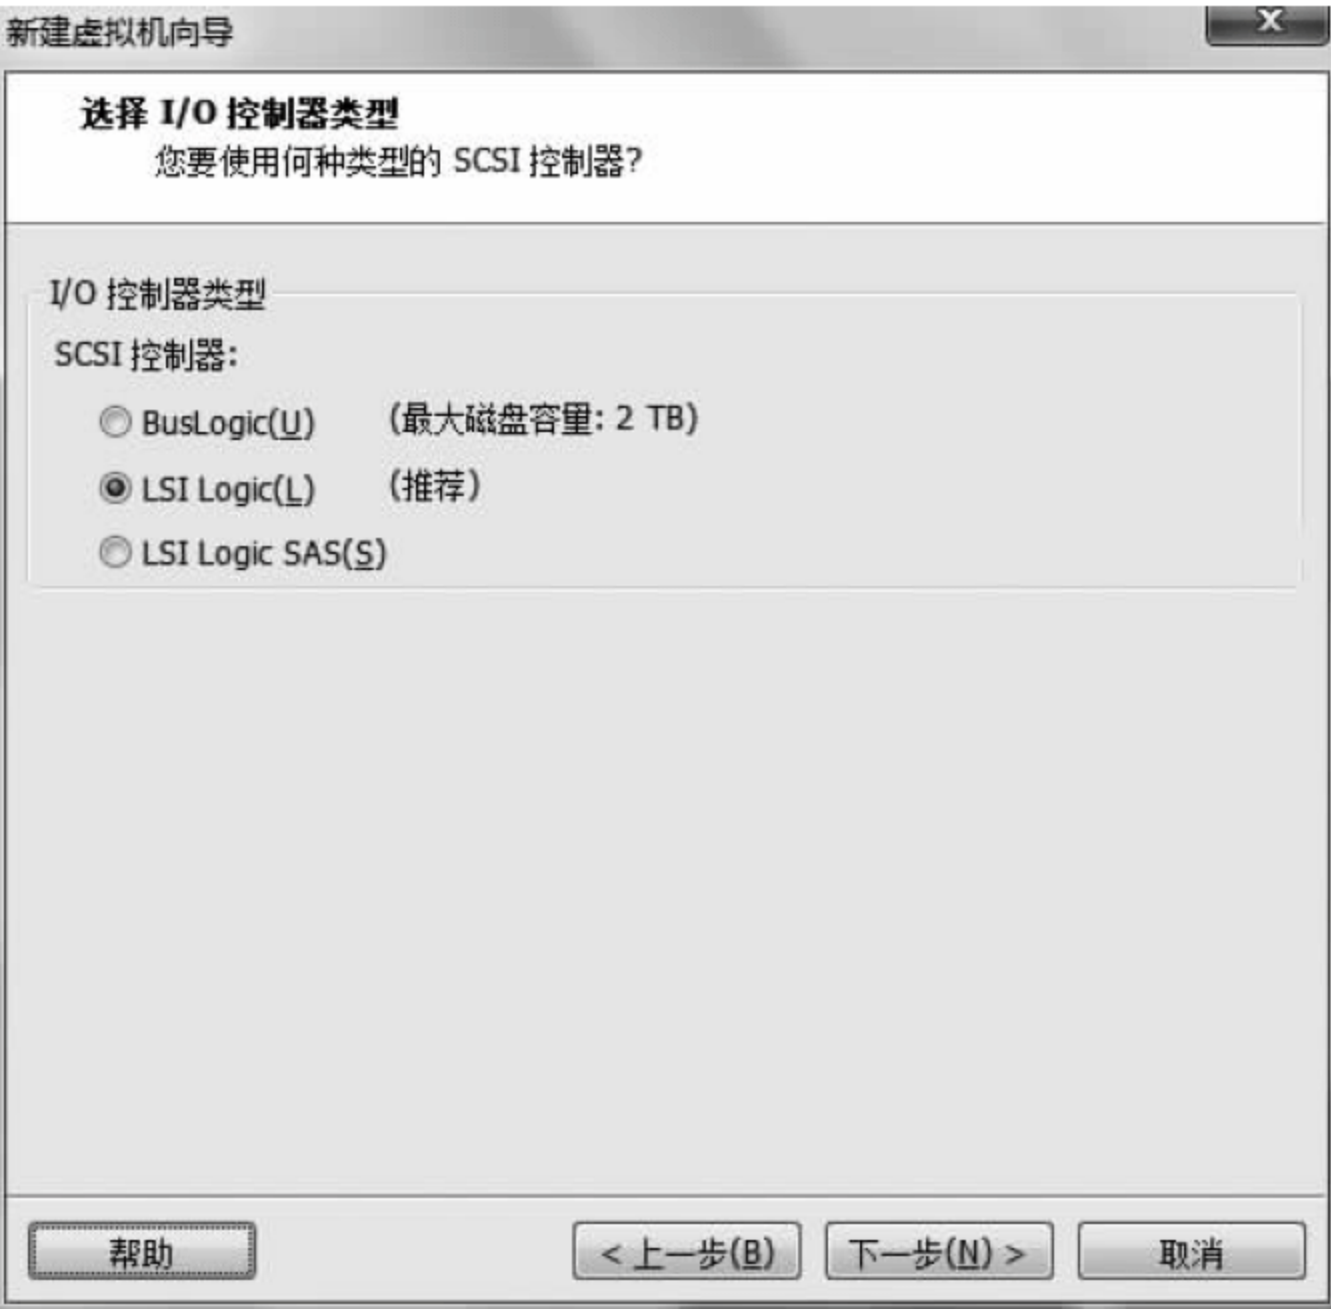 新建虚拟机向导
X
选择 I/O 控制器类型
您要使用何种类型的 SCSI 控制器?
I/O 控制器类型
SCSI 控制器:
BusLogic(U) (最大磁盘容量: 2 TB)
LSI Logic(L) (推荐)
LSI Logic SAS(S)
帮助 < 上一步(B) 下一步(N) > 取消